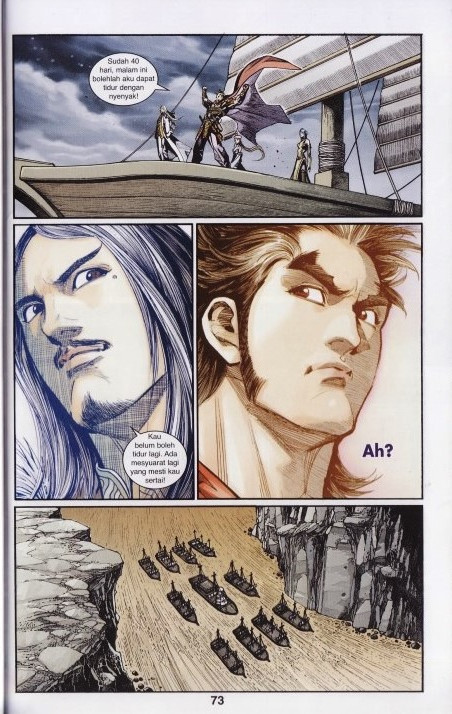 Sudah 40
hari, malam ini
bolehlah aku dapat
tidur dengan
nyenyak!
Kau
belum boleh
tidur lagi. Ada
mesyuarat lagi
yang mesti kau
sertai!
Ah?
73